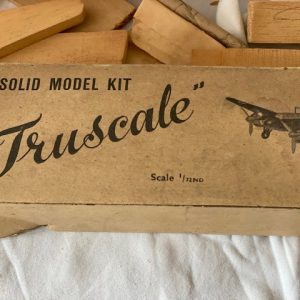 SOLID MODEL KIT
Truscale"
Scale 1/72ND